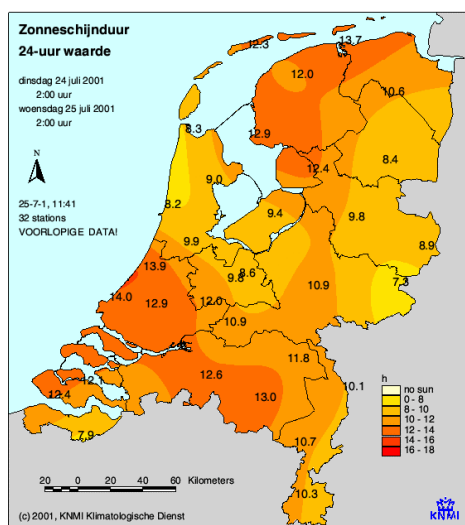 Zonneschijnduur
24-uur waarde
dinsdag 24 juli 2001
2:00 uur
woensdag 25 juli 2001
2:00 uur
N
25-7-1, 11:41
32 stations
VOORLOPIGE DATA!
12.3
13.7
12.0
10.6
8.3
12.9
12.4
8.4
9.0
8.2
9.4
9.8
9.9
8.9
13.9
8.6
9.8
7.3
14.0
12.9
12.0
10.9
10.9
11.8
12.1
12.6
10.1
12.4
13.0
7.9
10.7
10.3
h
no sun
0 - 8
8 - 10
10 - 12
12 - 14
14 - 16
16 - 18
20 0 20 40 60 Kilometers
(c) 2001, KNMI Klimatologische Dienst
KNMI